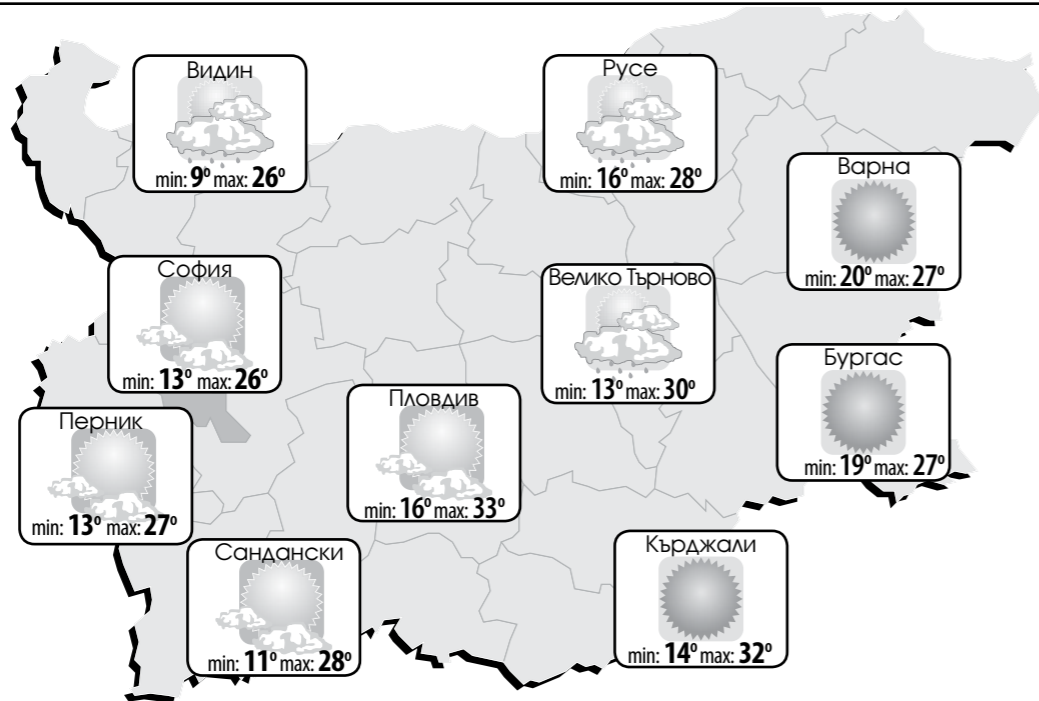 Видин
min: 9º max: 26º
Русе
min: 16º max: 28º
Варна
min: 20º max: 27º
София
min: 13º max: 26º
Велико Търново
min: 13º max: 30º
Бургас
min: 19º max: 27º
Перник
min: 13º max: 27º
Пловдив
min: 16º max: 33º
Сандански
min: 11º max: 28º
Кърджали
min: 14º max: 32º